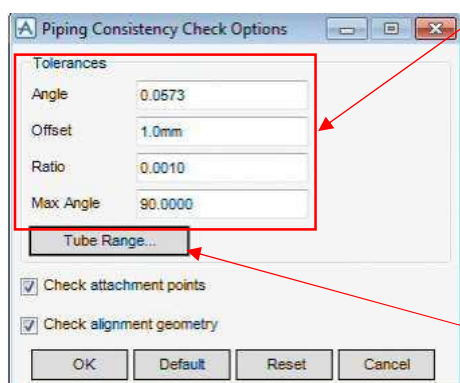 Piping Consistency Check Options
Tolerances
Angle 0.0573
Offset 1.0mm
Ratio 0.0010
Max Angle 90.0000
Tube Range...
Check attachment points
Check alignment geometry
OK Default Reset Cancel